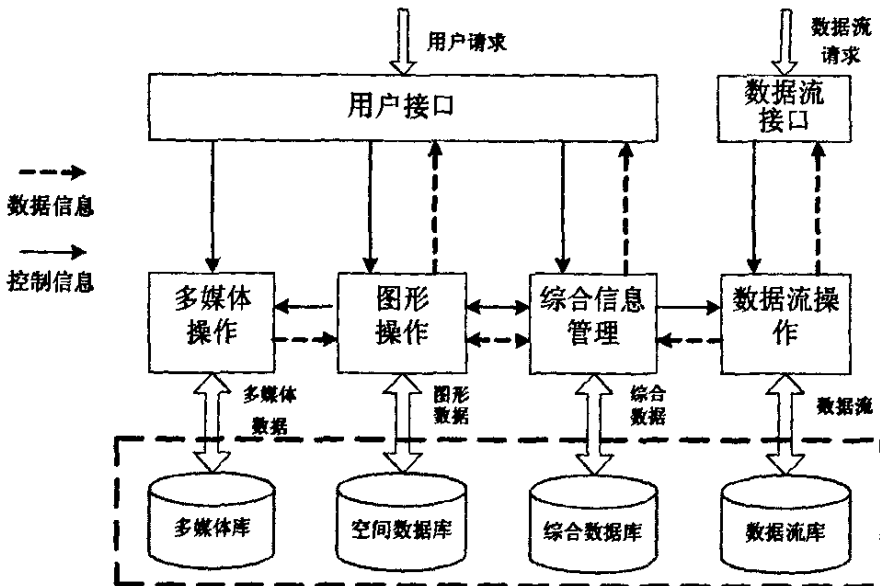 用户请求
数据流
请求
用户接口
数据流
接口
数据信息
控制信息
多媒体
操作
图形
操作
综合信息
管理
数据流操
作
多媒体
数据
图形
数据
综合
数据
数据流
多媒体库
空间数据库
综合数据库
数据流库